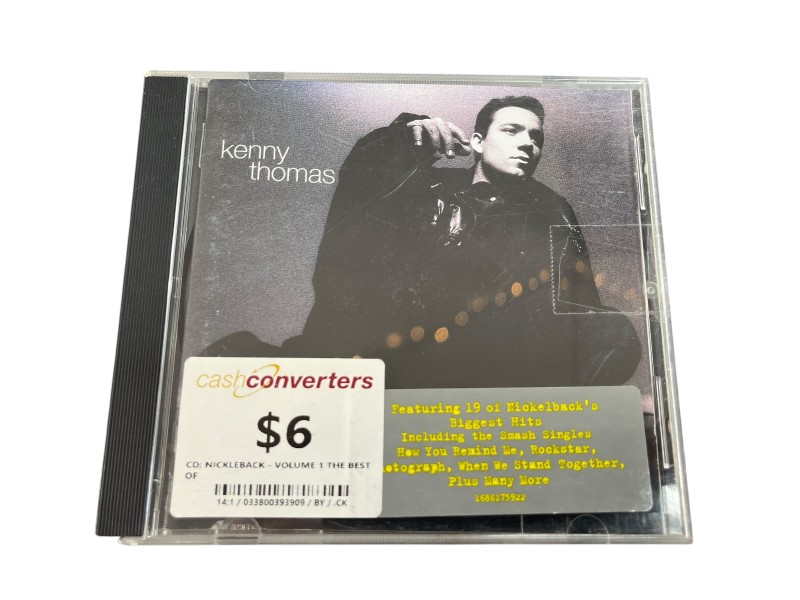 kenny
thomas
cashconverters
$6
CD; NICKLEBACK - VOLUME 1 THE BEST
OF
14:1 / 033800393909 / BY / .CK
Featuring 19 of Nickelback's
Biggest Hits
Including the Smash Singles
How You Remind Me, Rockstar,
otograph, When We Stand Together,
Plus Many More
1686175922